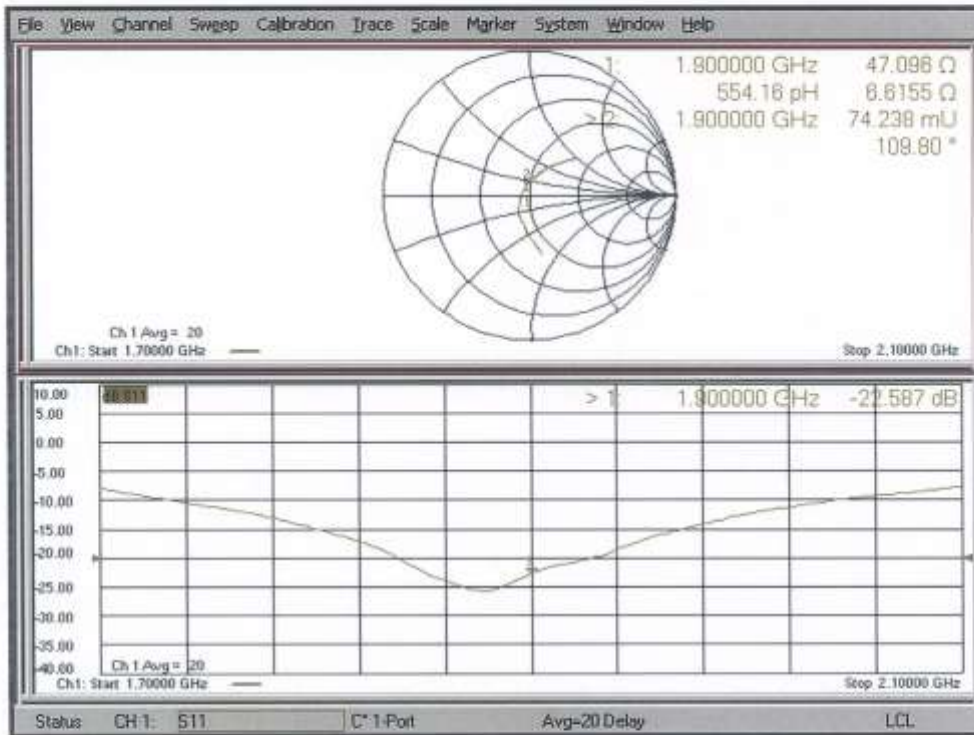 File View Channel Sweep Calibration Trace Scale Marker System Window Help
1: 1.900000 GHz 47.096 Ω
554.16 pH 6.6155 Ω
> 2: 1.900000 GHz 74.238 mU
109.80 °
Ch 1 Avg = 20
Ch1: Start 1.70000 GHz
Stop 2.10000 GHz
dB S11
> 1: 1.900000 GHz -22.587 dB
10.00
5.00
0.00
-5.00
-10.00
-15.00
-20.00
-25.00
-30.00
-35.00
-40.00
Ch 1 Avg = 20
Ch1: Start 1.70000 GHz
Stop 2.10000 GHz
Status CH 1: S11 C* 1-Port Avg=20 Delay LCL